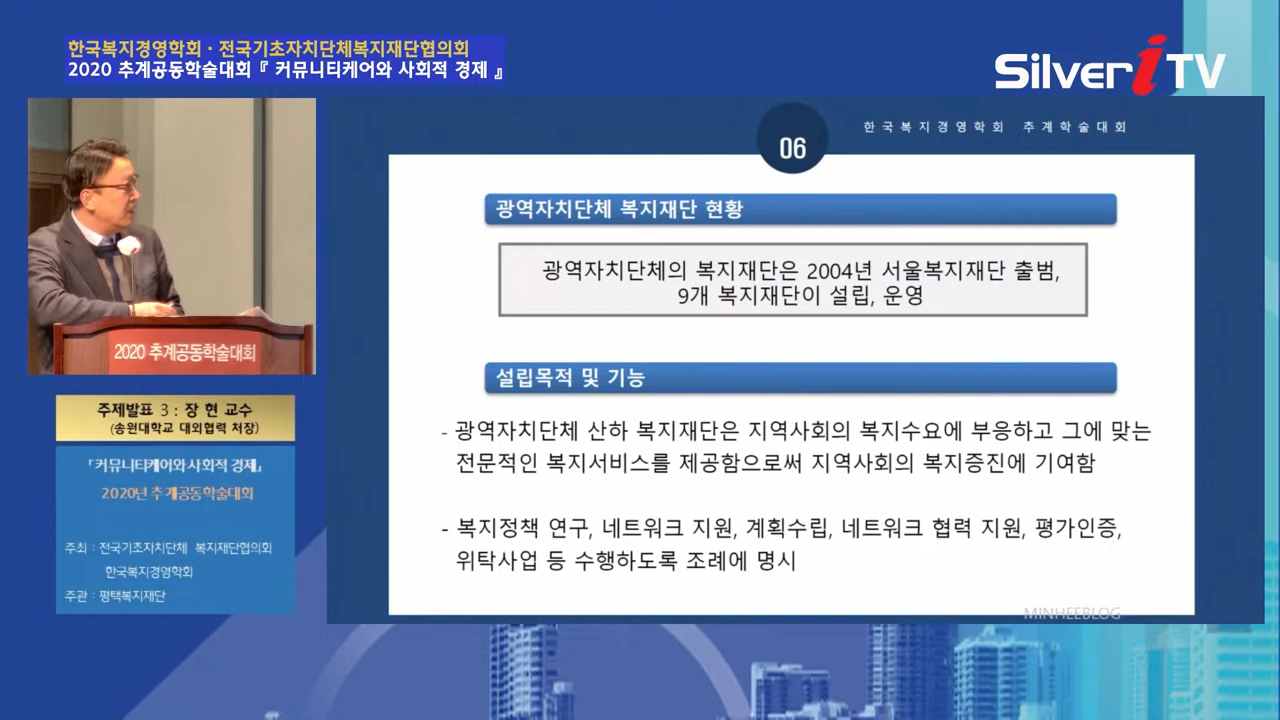 한국복지경영학회 · 전국기초자치단체복지재단협의회
2020 추계공동학술대회 『 커뮤니티케어와 사회적 경제 』
Silver i TV
한국복지경영학회 추계학술대회
06
광역자치단체 복지재단 현황
광역자치단체의 복지재단은 2004년 서울복지재단 출범,
9개 복지재단이 설립, 운영
설립목적 및 기능
- 광역자치단체 산하 복지재단은 지역사회의 복지수요에 부응하고 그에 맞는
전문적인 복지서비스를 제공함으로써 지역사회의 복지증진에 기여함
- 복지정책 연구, 네트워크 지원, 계획수립, 네트워크 협력 지원, 평가인증,
위탁사업 등 수행하도록 조례에 명시
MINHEEBLOG
2020 추계공동학술대회
주제발표 3 : 장 현 교수
(송원대학교 대외협력 처장)
『커뮤니티케어와 사회적 경제』
2020년 추계공동학술대회
주최 : 전국기초자치단체 복지재단협의회
한국복지경영학회
주관 : 평택복지재단